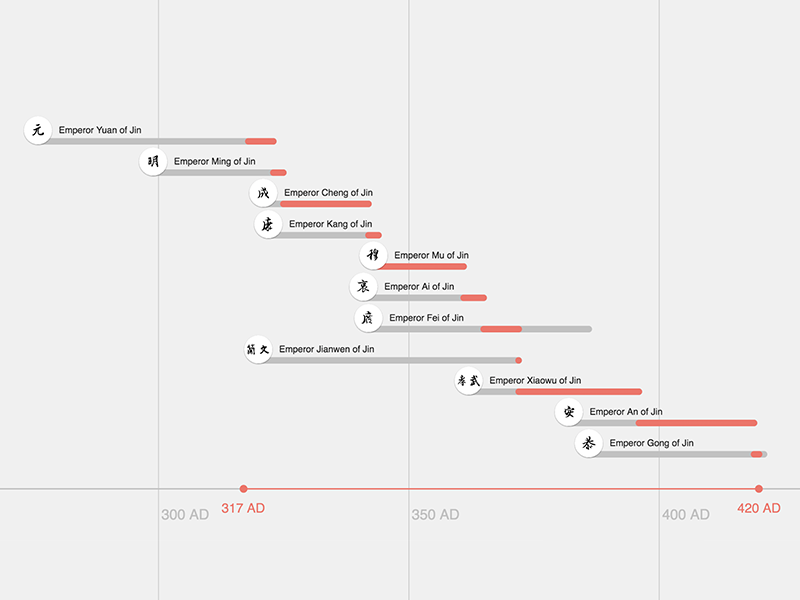 元 Emperor Yuan of Jin
明 Emperor Ming of Jin
成 Emperor Cheng of Jin
康 Emperor Kang of Jin
穆 Emperor Mu of Jin
哀 Emperor Ai of Jin
废 Emperor Fei of Jin
简文 Emperor Jianwen of Jin
孝武 Emperor Xiaowu of Jin
安 Emperor An of Jin
恭 Emperor Gong of Jin
300 AD 317 AD 350 AD 400 AD 420 AD